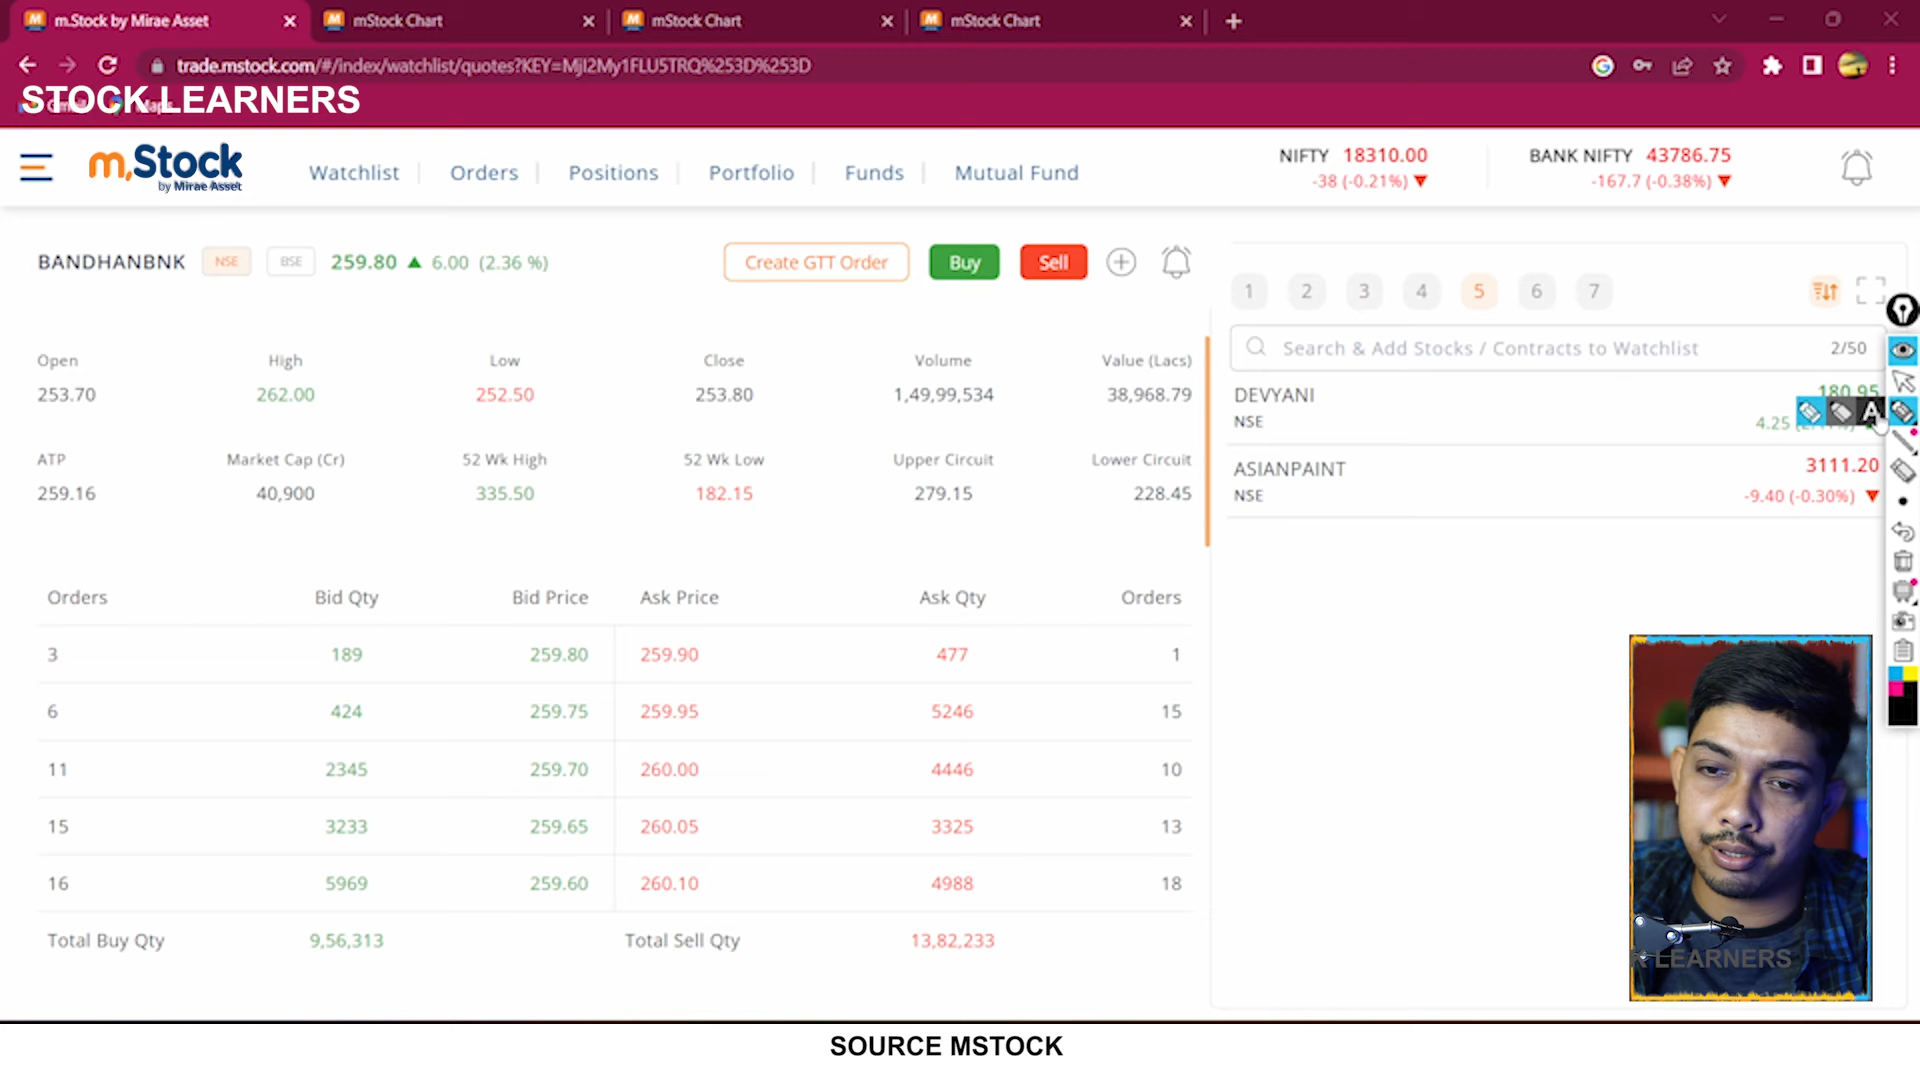 m.Stock by Mirae Asset
mStock Chart
mStock Chart
mStock Chart
trade.mstock.com/#/index/watchlist/quotes?KEY=MjI2My1FLU5TRQ%253D%253D
STOCK LEARNERS
m.Stock
by Mirae Asset
Watchlist
Orders
Positions
Portfolio
Funds
Mutual Fund
NIFTY 18310.00
-38 (-0.21%)
BANK NIFTY 43786.75
-167.7 (-0.38%)
BANDHANBNK NSE BSE 259.80 6.00 (2.36 %)
Create GTT Order
Buy
Sell
Open High Low Close Volume Value (Lacs)
253.70 262.00 252.50 253.80 1,49,99,534 38,968.79
ATP Market Cap (Cr) 52 Wk High 52 Wk Low Upper Circuit Lower Circuit
259.16 40,900 335.50 182.15 279.15 228.45
Orders Bid Qty Bid Price Ask Price Ask Qty Orders
3 189 259.80 259.90 477 1
6 424 259.75 259.95 5246 15
11 2345 259.70 260.00 4446 10
15 3233 259.65 260.05 3325 13
16 5969 259.60 260.10 4988 18
Total Buy Qty 9,56,313 Total Sell Qty 13,82,233
1 2 3 4 5 6 7
Search & Add Stocks / Contracts to Watchlist 2/50
DEVYANI 180.95
NSE 4.25
A
ASIANPAINT 3111.20
NSE -9.40 (-0.30%)
K LEARNERS
SOURCE MSTOCK